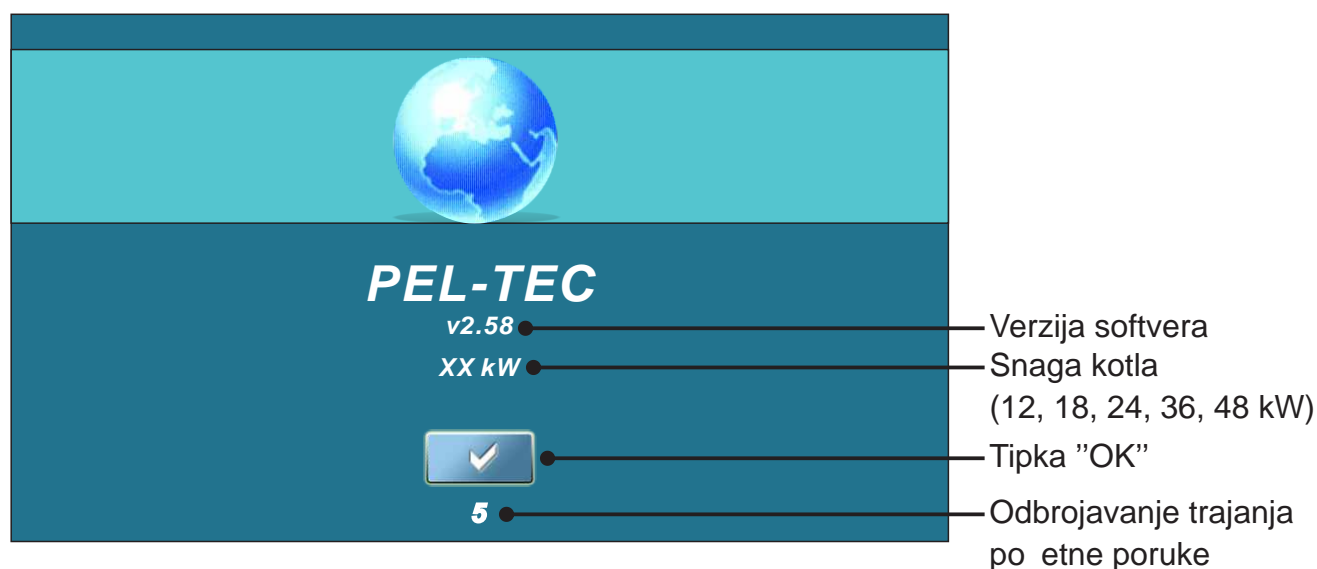 PEL-TEC
v2.58
Verzija softvera
XX kW
Snaga kotla
(12, 18, 24, 36, 48 kW)
Tipka ''OK''
5
Odbrojavanje trajanja
po etne poruke